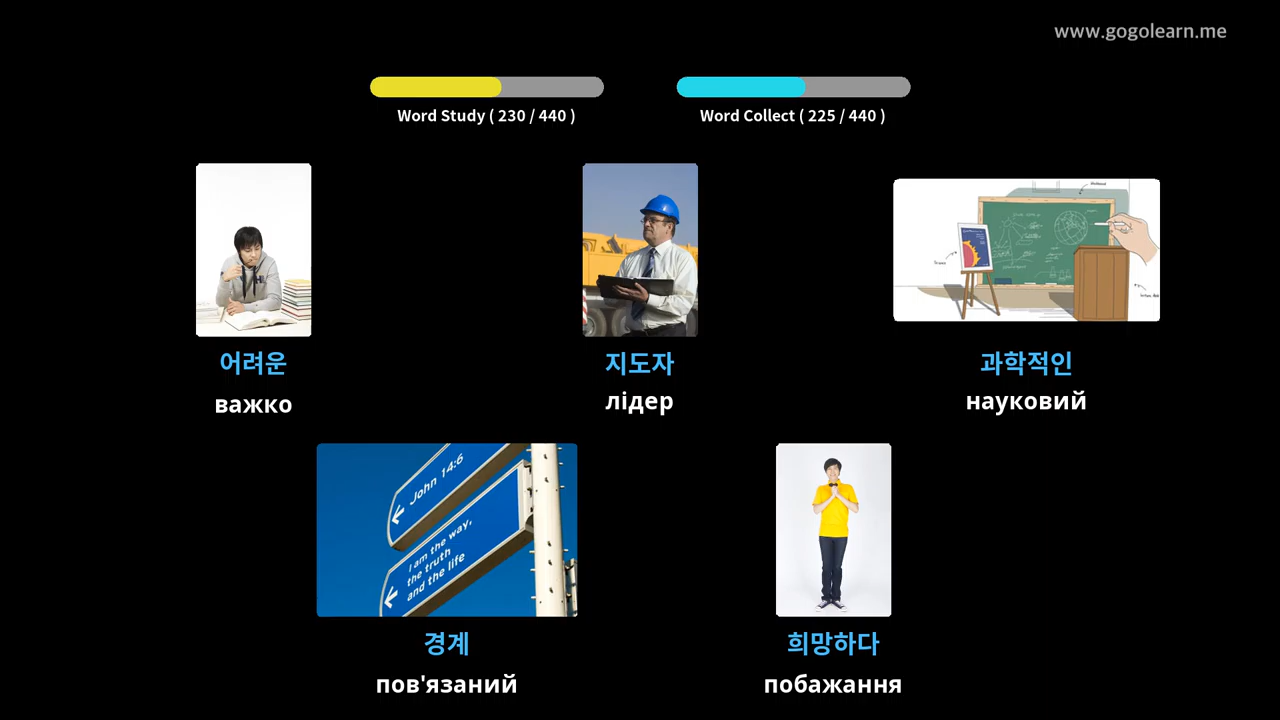 www.gogolearn.me
Word Study ( 230 / 440 )
Word Collect ( 225 / 440 )
어려운
важко
지도자
лідер
과학적인
науковий
John 14:6
I am the way,
the truth
and the life
경계
пов'язаний
희망하다
побажання